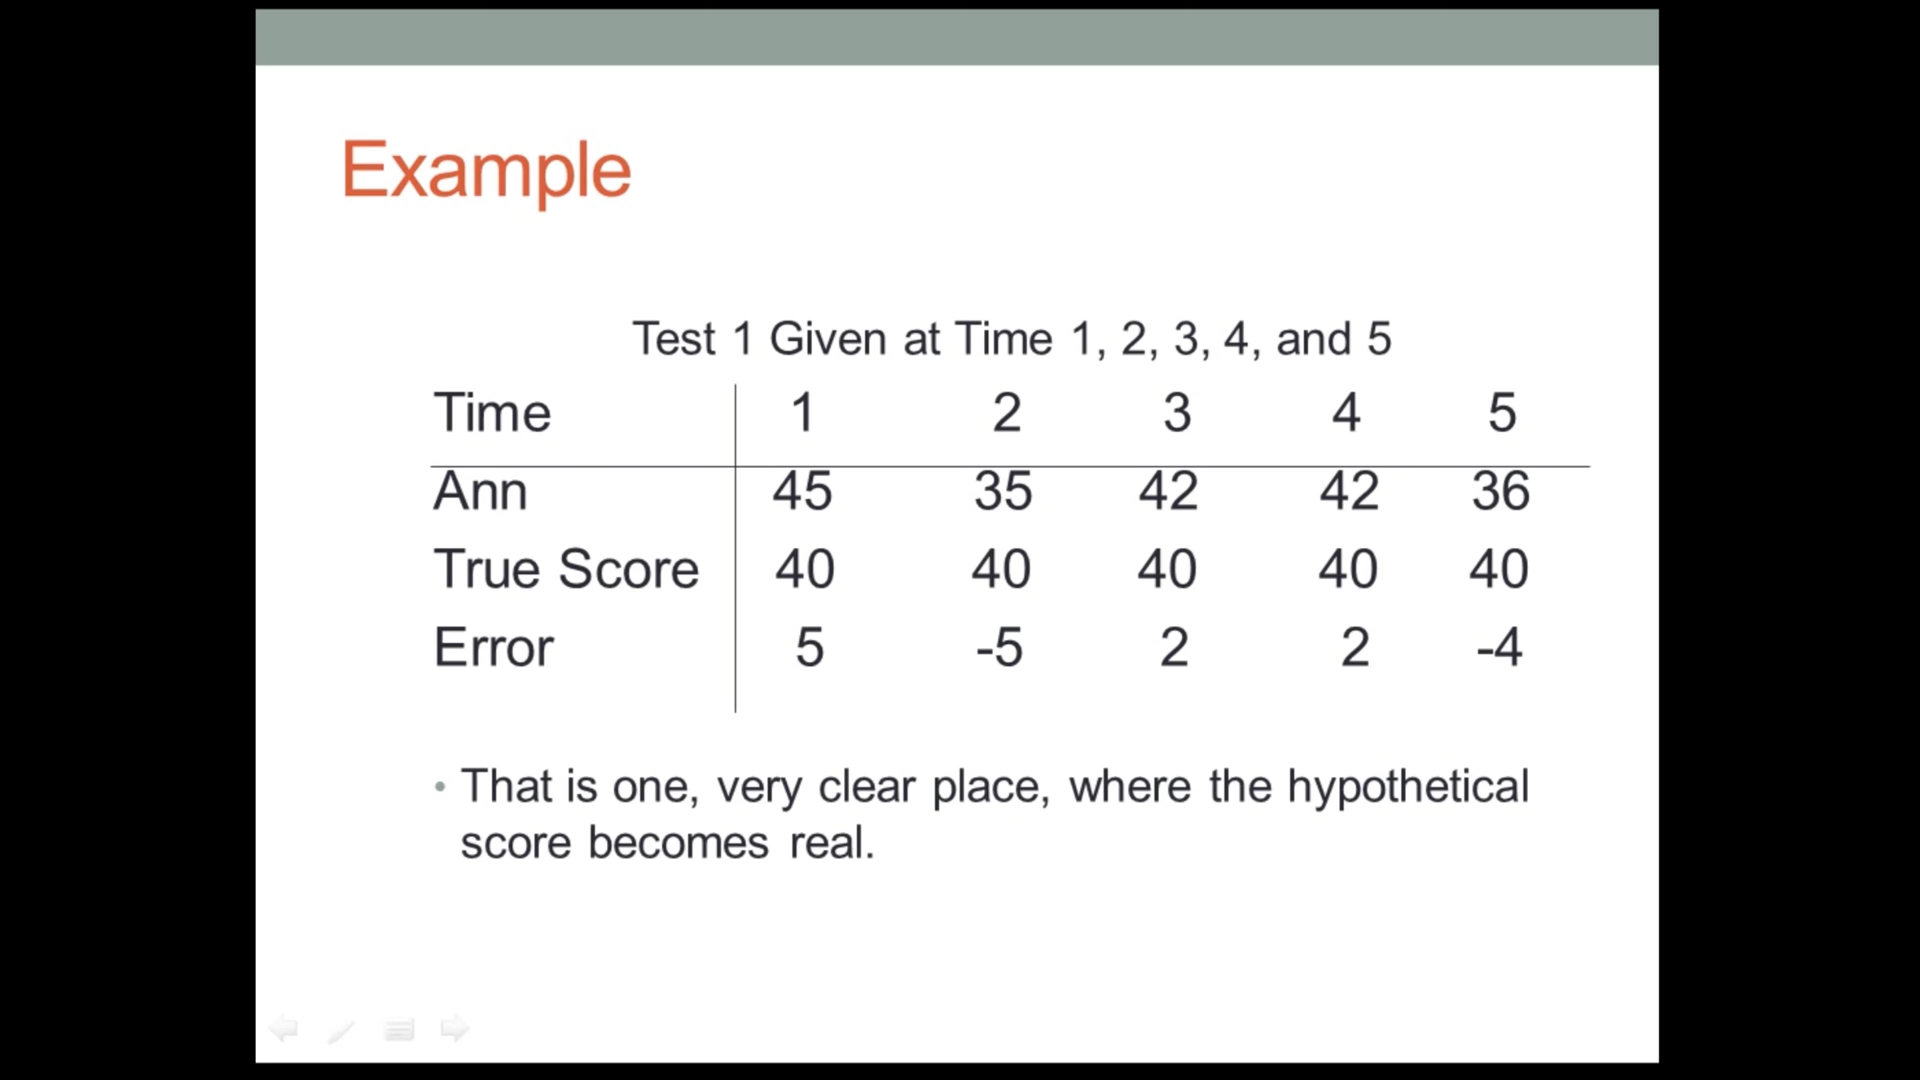 Example
Test 1 Given at Time 1, 2, 3, 4, and 5
Time 1 2 3 4 5
Ann 45 35 42 42 36
True Score 40 40 40 40 40
Error 5 -5 2 2 -4
• That is one, very clear place, where the hypothetical
score becomes real.